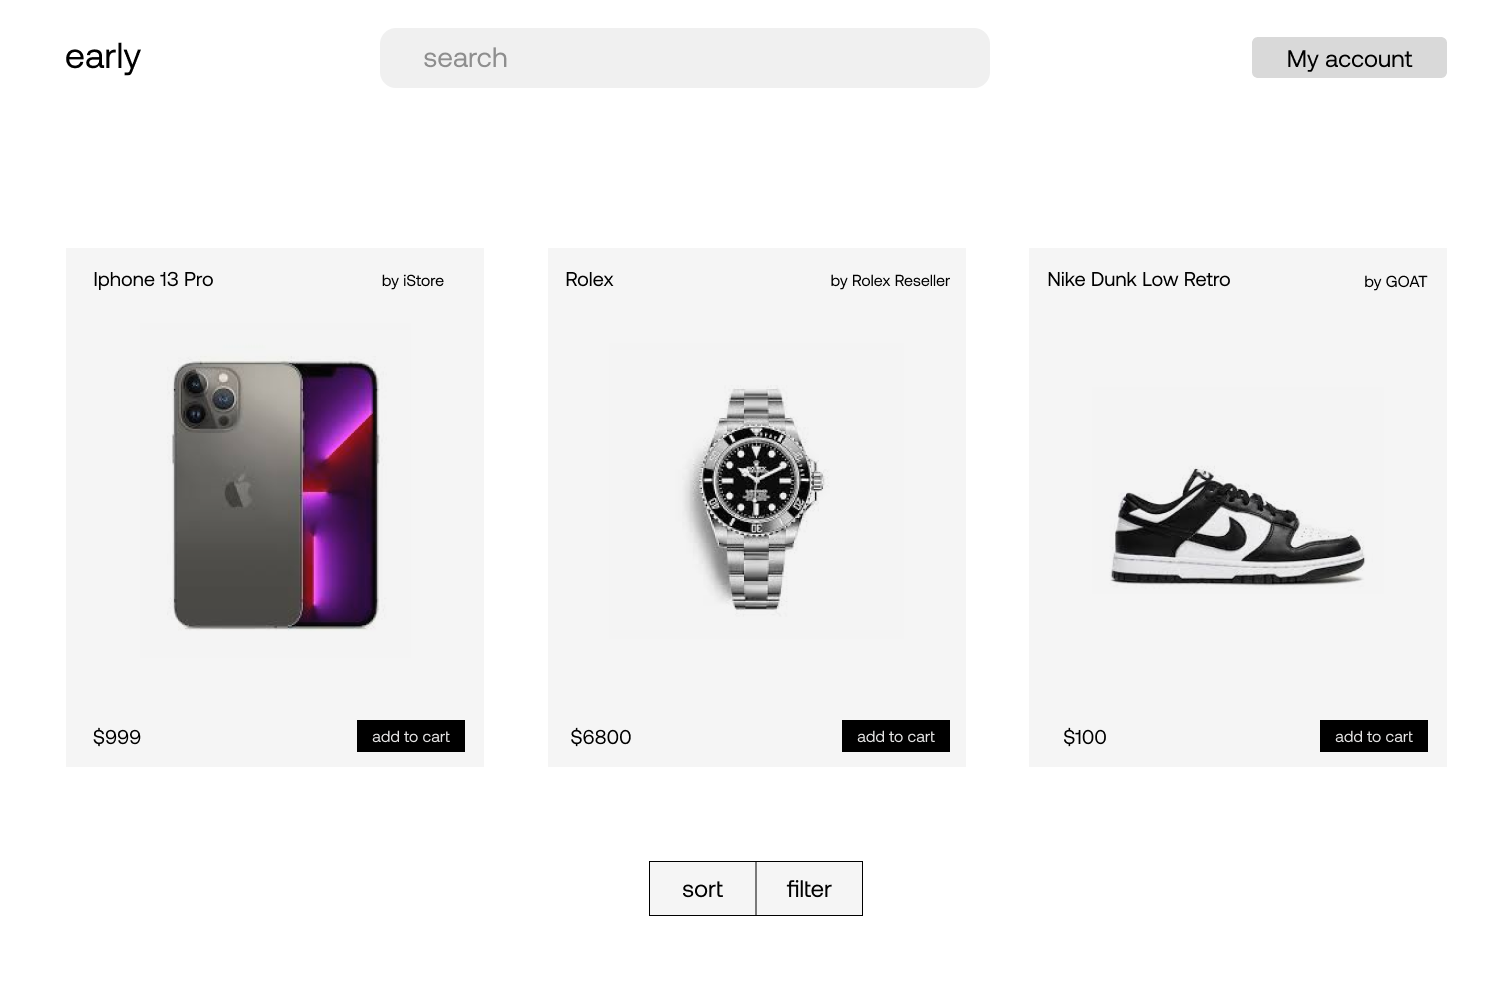 early
search
My account
Iphone 13 Pro
by iStore
Rolex
by Rolex Reseller
Nike Dunk Low Retro
by GOAT
$999
add to cart
$6800
add to cart
$100
add to cart
sort
filter